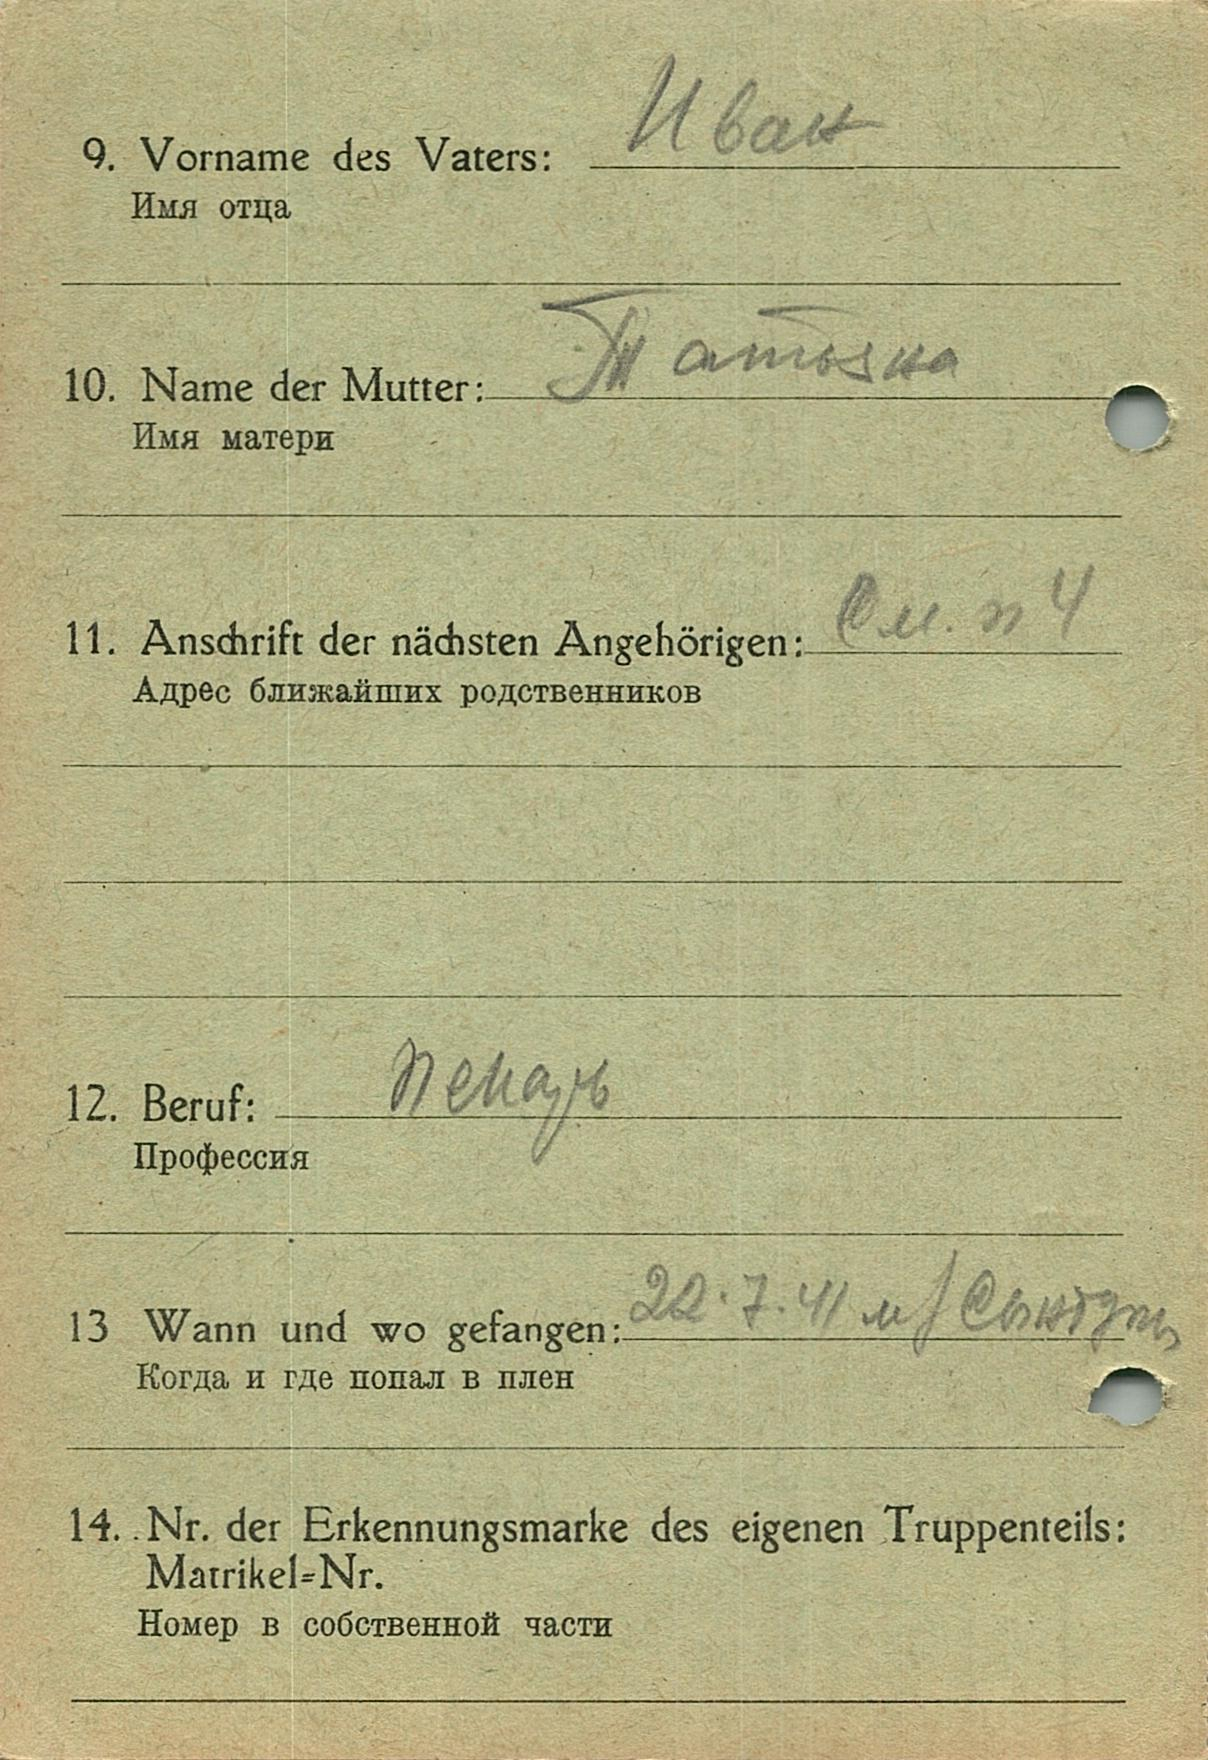 9. Vorname des Vaters: Иван
Имя отца
10. Name der Mutter: Татьяна
Имя матери
11. Anschrift der nächsten Angehörigen: См. п 4
Адрес ближайших родственников
12. Beruf: пекарь
Профессия
13 Wann und wo gefangen: 22.7.41 м/
Когда и где попал в плен
14. Nr. der Erkennungsmarke des eigenen Truppenteils:
Matrikel=Nr.
Номер в собственной части